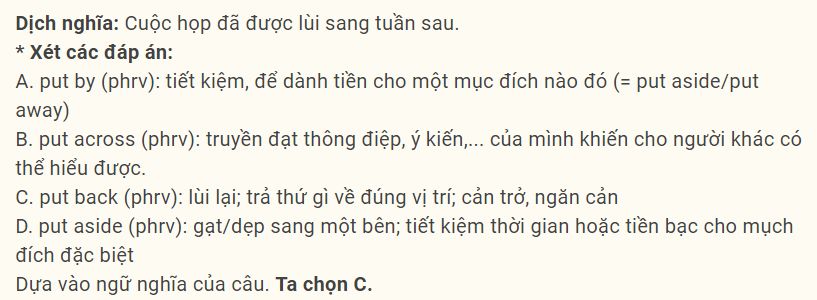 Dịch nghĩa: Cuộc họp đã được lùi sang tuần sau.
* Xét các đáp án:
A. put by (phrv): tiết kiệm, để dành tiền cho một mục đích nào đó (= put aside/put
away)
B. put across (phrv): truyền đạt thông điệp, ý kiến,... của mình khiến cho người khác có
thể hiểu được.
C. put back (phrv): lùi lại; trả thứ gì về đúng vị trí; cản trở, ngăn cản
D. put aside (phrv): gạt/dẹp sang một bên; tiết kiệm thời gian hoặc tiền bạc cho mụch
đích đặc biệt
Dựa vào ngữ nghĩa của câu. Ta chọn C.